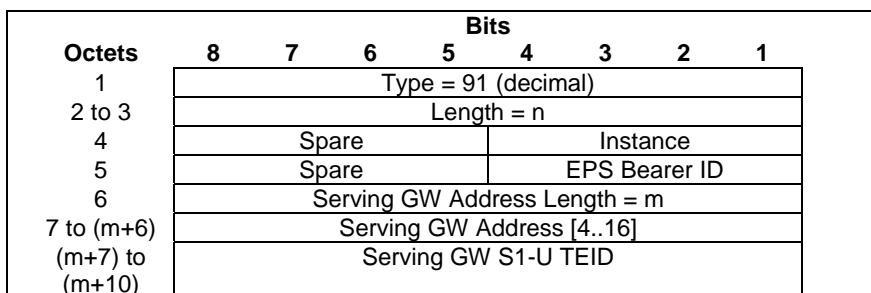 Bits
Octets 8 7 6 5 4 3 2 1
1 Type = 91 (decimal)
2 to 3 Length = n
4 Spare Instance
5 Spare EPS Bearer ID
6 Serving GW Address Length = m
7 to (m+6) Serving GW Address [4..16]
(m+7) to Serving GW S1-U TEID
(m+10)